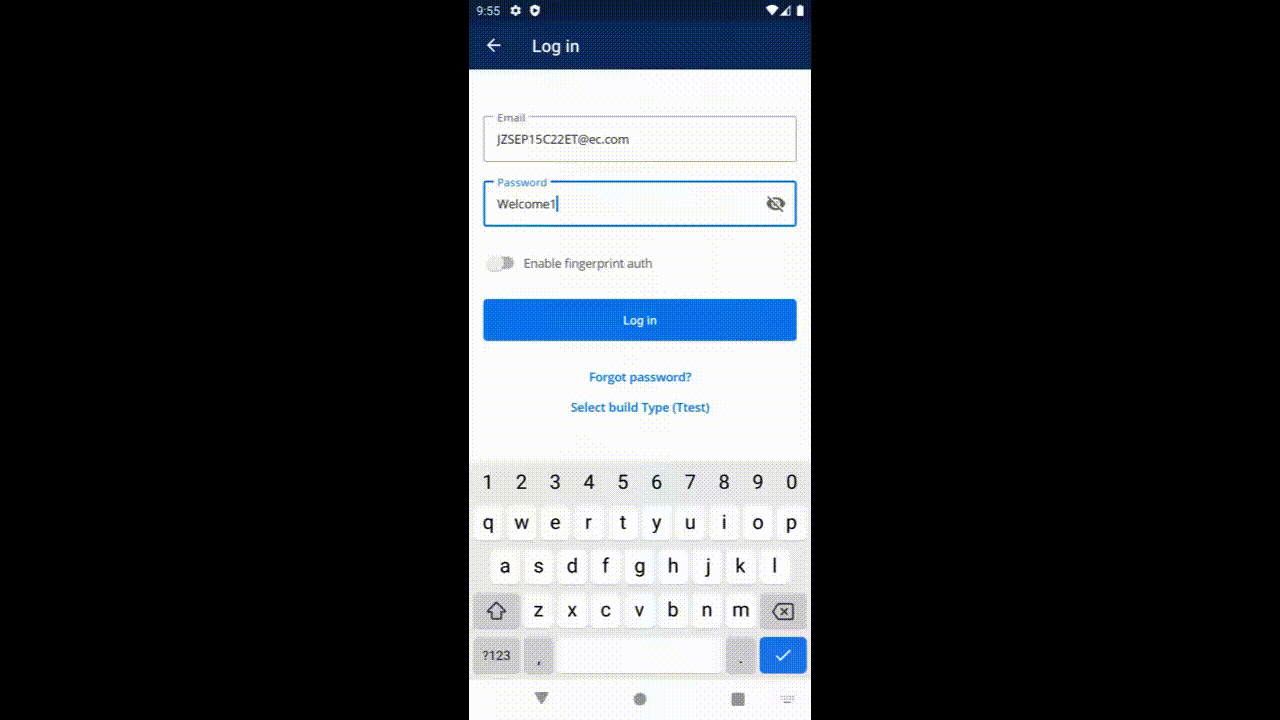 9:55
Log in
Email
JZSEP15C22ET@ec.com
Password
Welcome1
Enable fingerprint auth
Log in
Forgot password?
Select build Type (Ttest)
1 2 3 4 5 6 7 8 9 0
q w e r t y u i o p
a s d f g h j k l
z x c v b n m
?123 , .